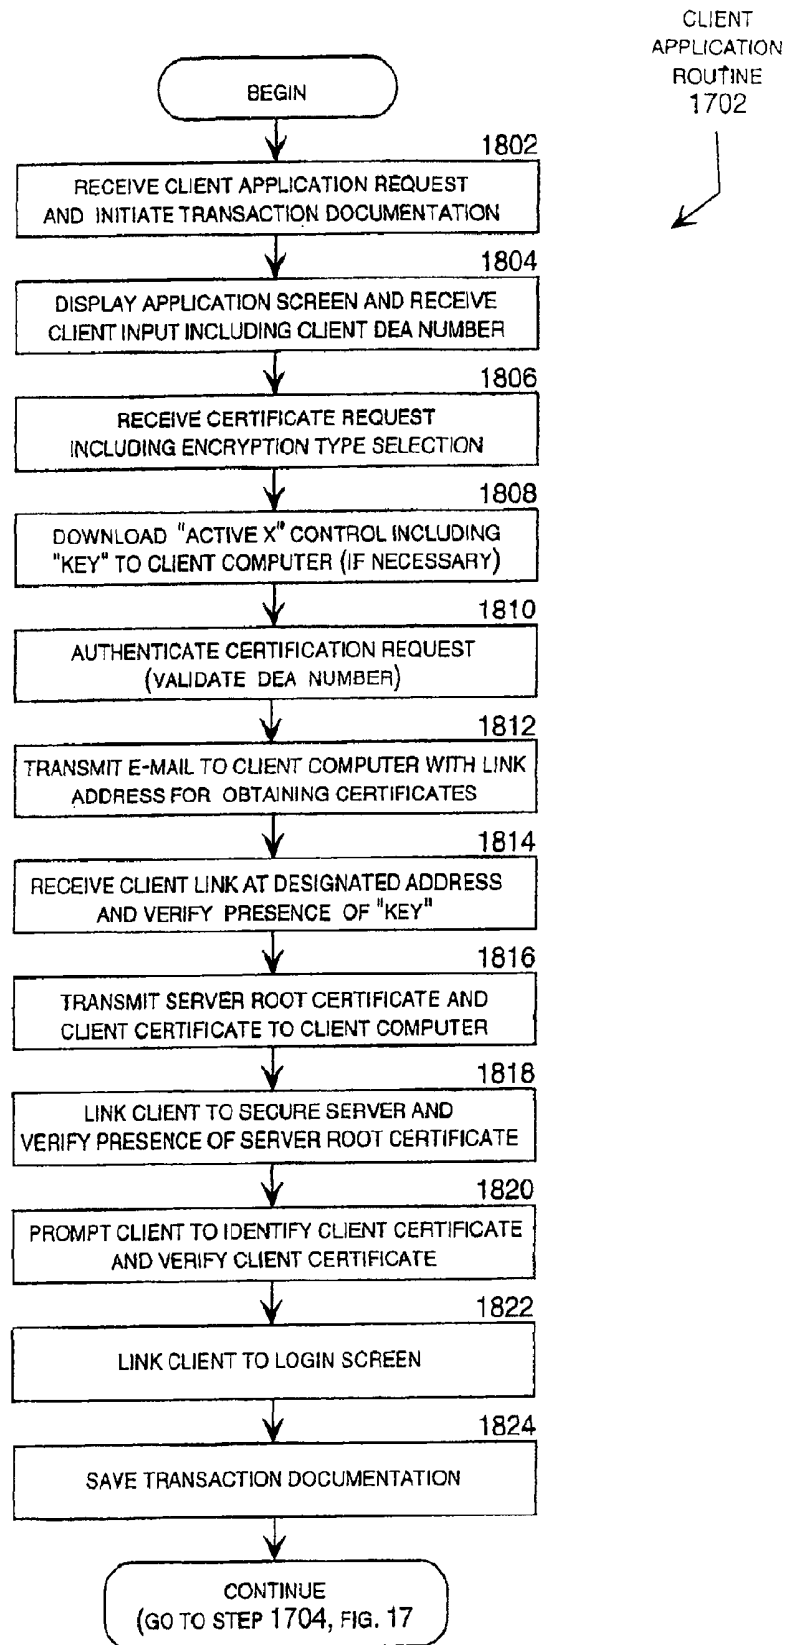 CLIENT
APPLICATION
ROUTINE
1702
BEGIN
1802
RECEIVE CLIENT APPLICATION REQUEST
AND INITIATE TRANSACTION DOCUMENTATION
1804
DISPLAY APPLICATION SCREEN AND RECEIVE
CLIENT INPUT INCLUDING CLIENT DEA NUMBER
1806
RECEIVE CERTIFICATE REQUEST
INCLUDING ENCRYPTION TYPE SELECTION
1808
DOWNLOAD "ACTIVE X" CONTROL INCLUDING
"KEY" TO CLIENT COMPUTER (IF NECESSARY)
1810
AUTHENTICATE CERTIFICATION REQUEST
(VALIDATE DEA NUMBER)
1812
TRANSMIT E-MAIL TO CLIENT COMPUTER WITH LINK
ADDRESS FOR OBTAINING CERTIFICATES
1814
RECEIVE CLIENT LINK AT DESIGNATED ADDRESS
AND VERIFY PRESENCE OF "KEY"
1816
TRANSMIT SERVER ROOT CERTIFICATE AND
CLIENT CERTIFICATE TO CLIENT COMPUTER
1818
LINK CLIENT TO SECURE SERVER AND
VERIFY PRESENCE OF SERVER ROOT CERTIFICATE
1820
PROMPT CLIENT TO IDENTIFY CLIENT CERTIFICATE
AND VERIFY CLIENT CERTIFICATE
1822
LINK CLIENT TO LOGIN SCREEN
1824
SAVE TRANSACTION DOCUMENTATION
CONTINUE
(GO TO STEP 1704, FIG. 17